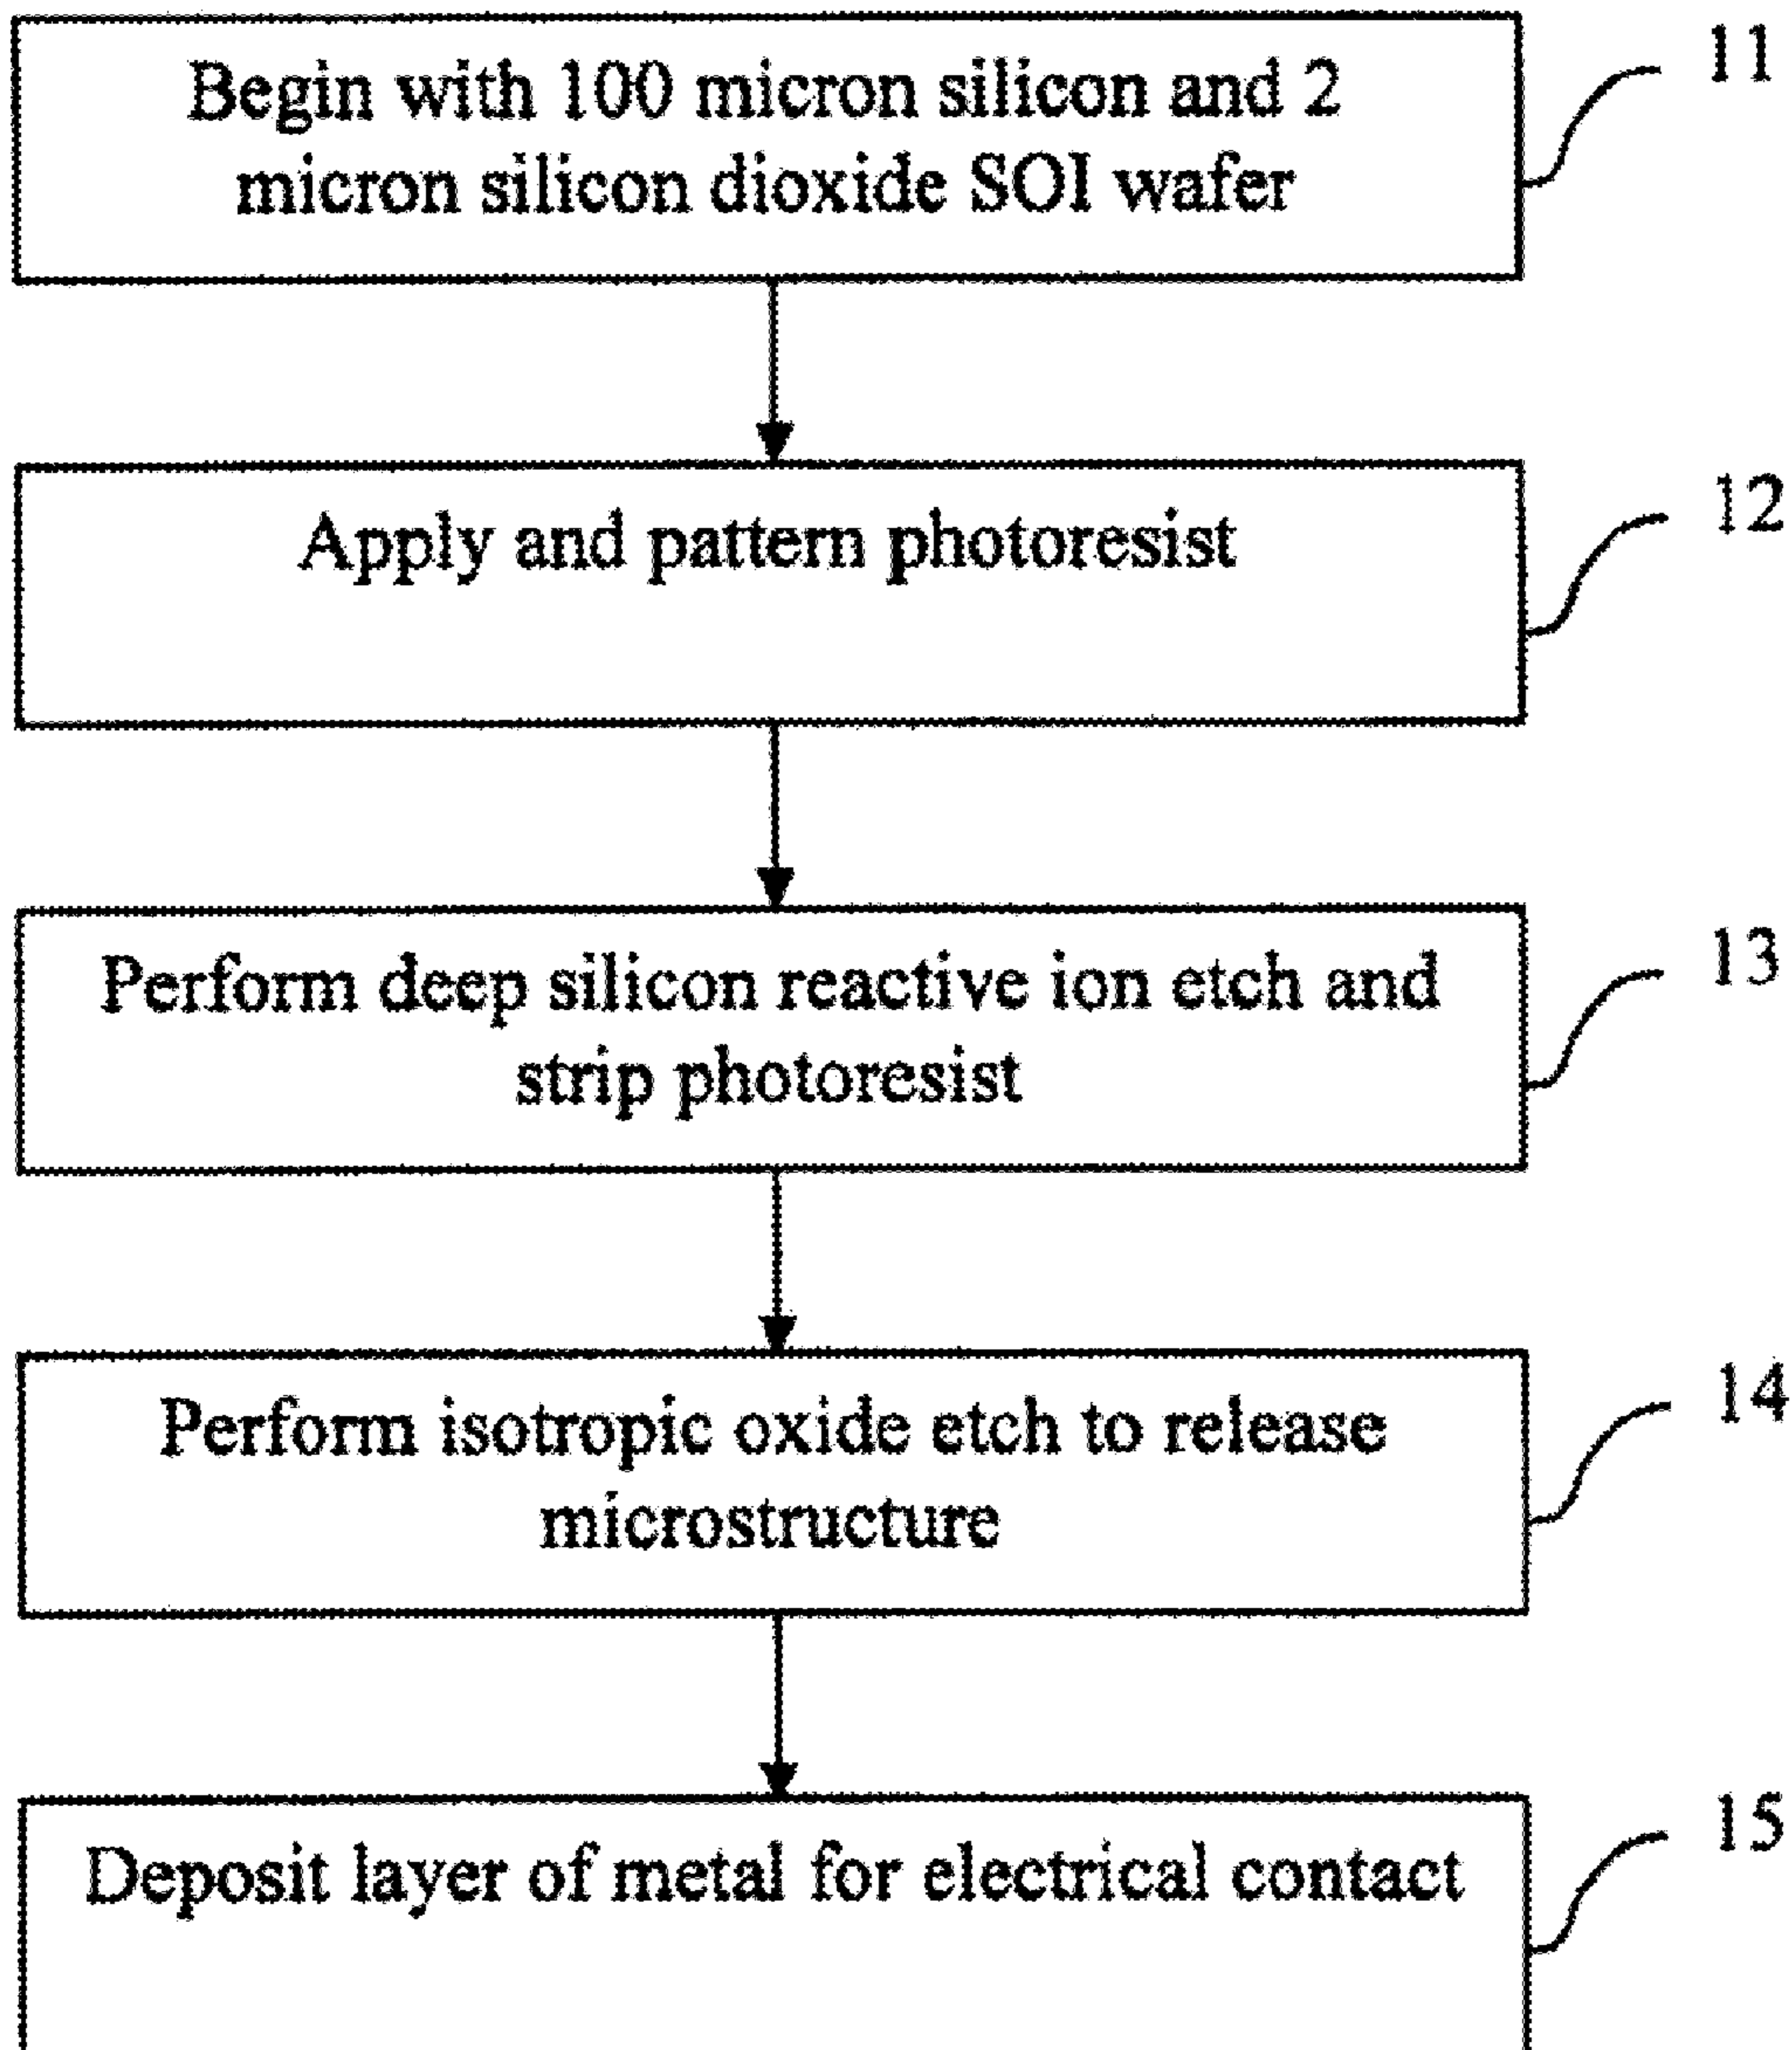 Begin with 100 micron silicon and 2
micron silicon dioxide SOI wafer
11
Apply and pattern photoresist
12
Perform deep silicon reactive ion etch and
strip photoresist
13
Perform isotropic oxide etch to release
microstructure
14
Deposit layer of metal for electrical contact
15